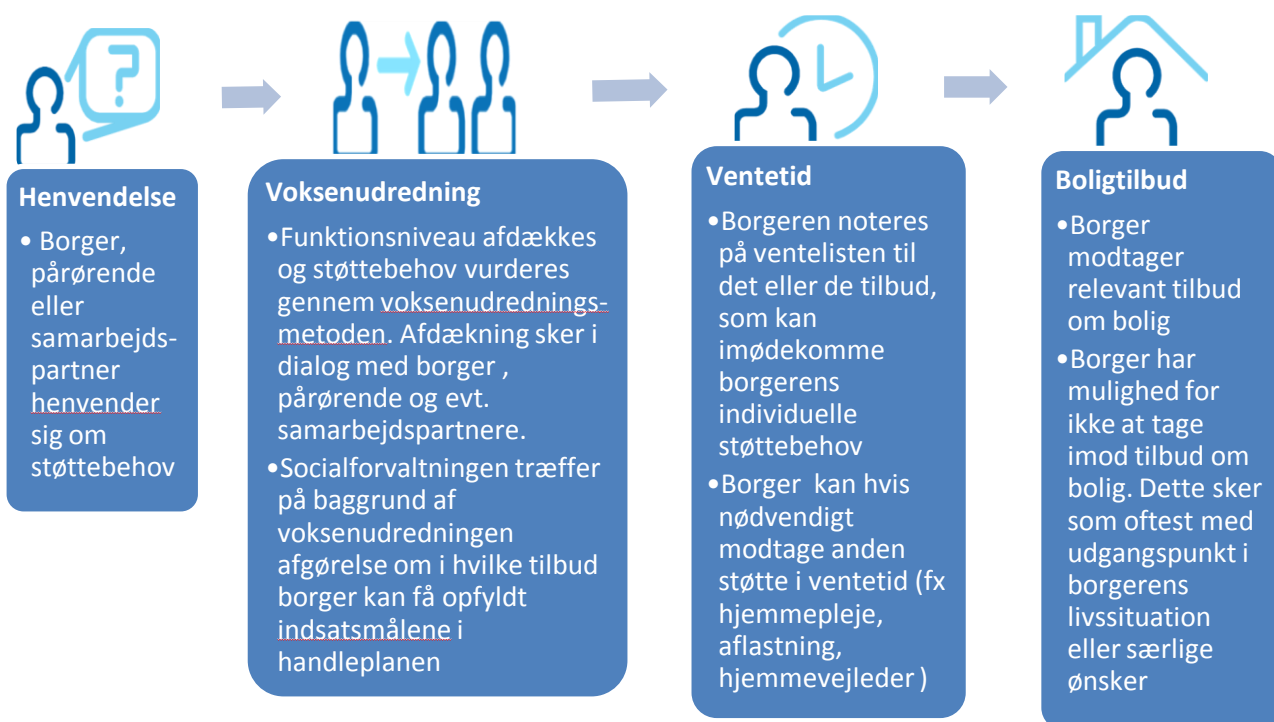 ?
Henvendelse
• Borger,
pårørende
eller
samarbejds-
partner
henvender
sig om
støttebehov
Voksenudredning
•Funktionsniveau afdækkes
og støttebehov vurderes
gennem voksenudrednings-
metoden. Afdækning sker i
dialog med borger ,
pårørende og evt.
samarbejdspartnere.
•Socialforvaltningen træffer
på baggrund af
voksenudredningen
afgørelse om i hvilke tilbud
borger kan få opfyldt
indsatsmålene i
handleplanen
Ventetid
•Borgeren noteres
på ventelisten til
det eller de tilbud,
som kan
imødekomme
borgerens
individuelle
støttebehov
•Borger  kan hvis
nødvendigt
modtage anden
støtte i ventetid (fx
hjemmepleje,
aflastning,
hjemmevejleder )
Boligtilbud
•Borger
modtager
relevant tilbud
om bolig
•Borger har
mulighed for
ikke at tage
imod tilbud om
bolig. Dette sker
som oftest med
udgangspunkt i
borgerens
livssituation
eller særlige
ønsker